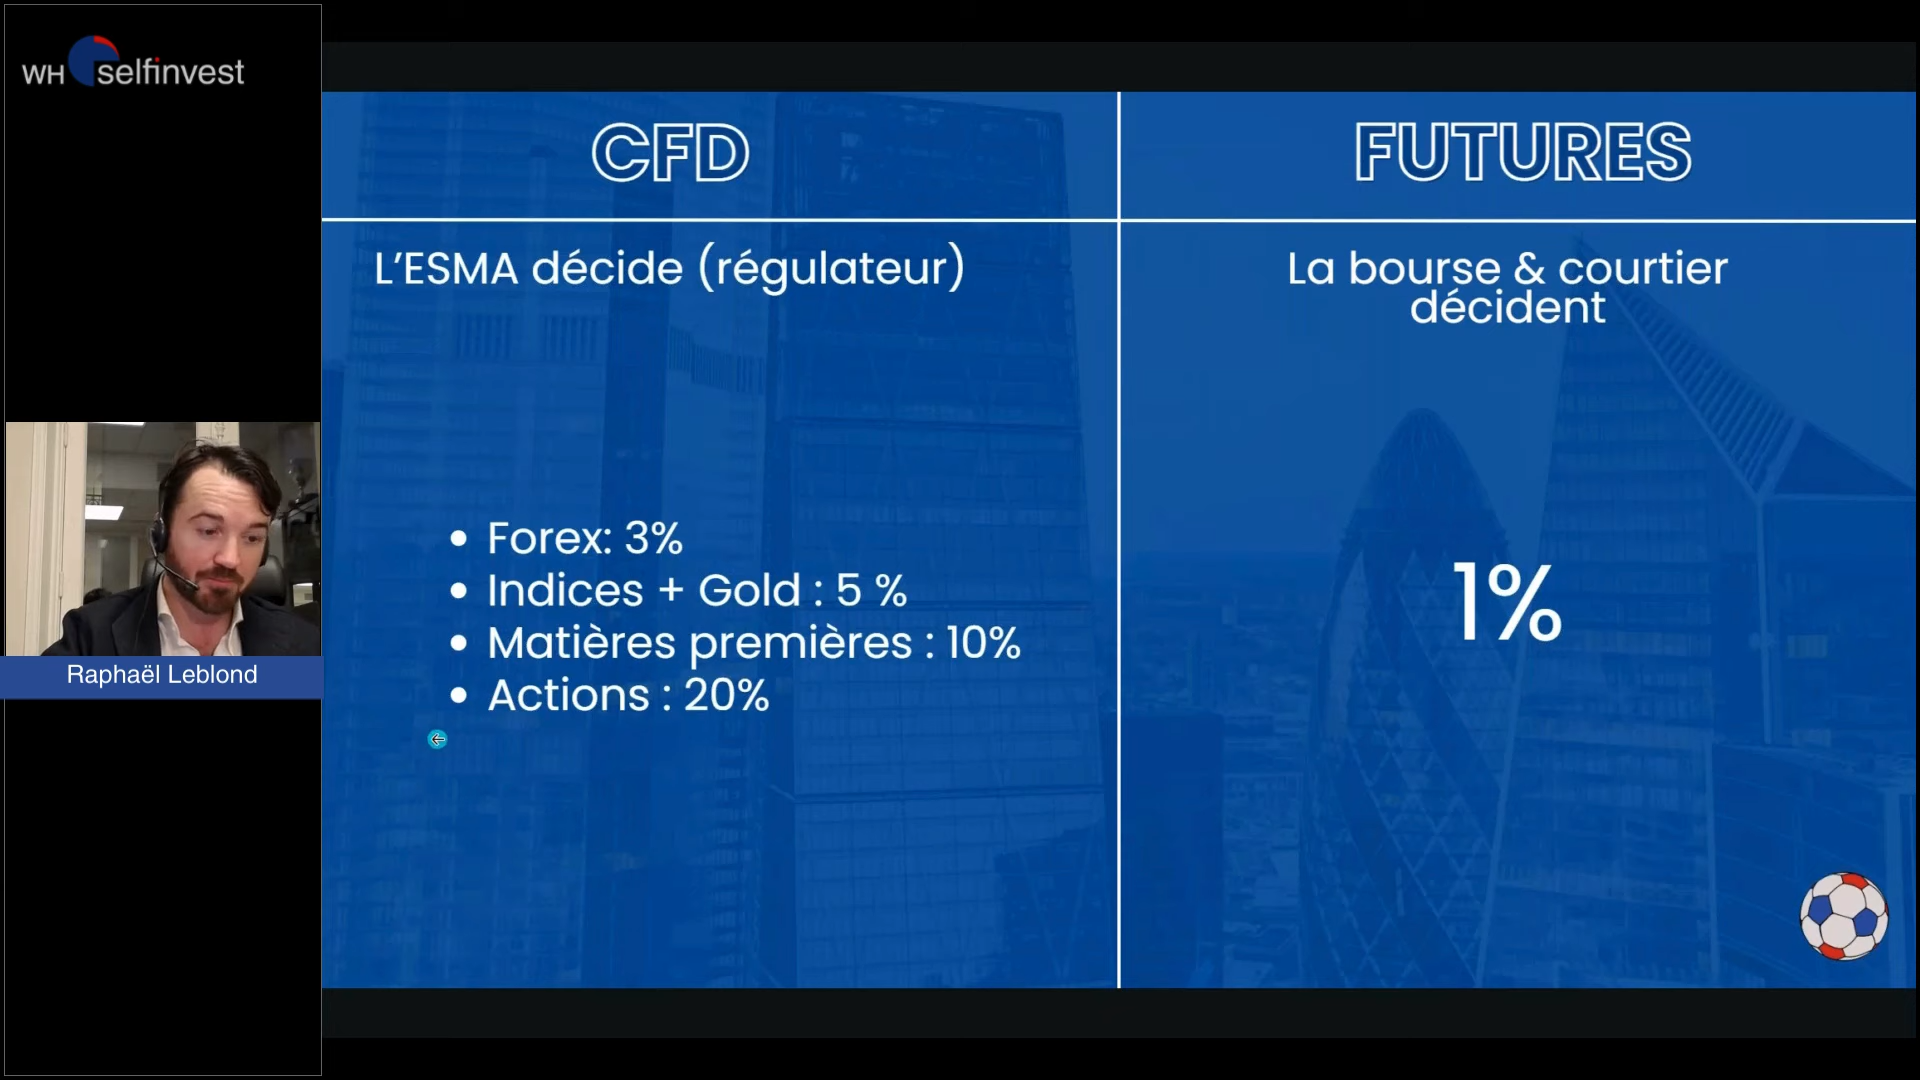 WH selfinvest
CFD
FUTURES
L’ESMA décide (régulateur)
La bourse & courtier
décident
• Forex: 3%
• Indices + Gold : 5 %
• Matières premières : 10%
• Actions : 20%
1%
Raphaël Leblond